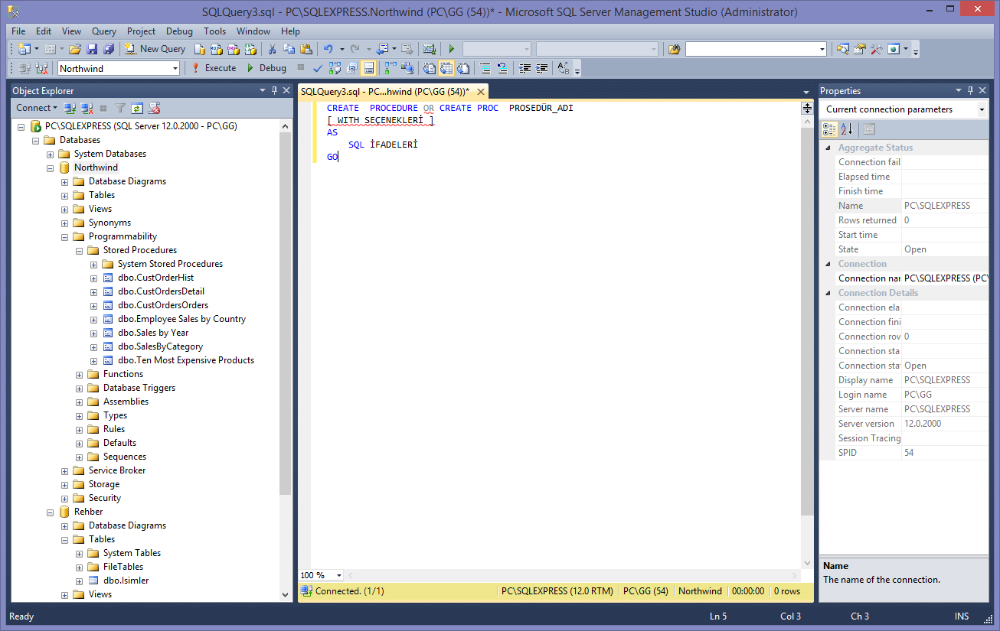 SQLQuery3.sql - PC\SQLEXPRESS.Northwind (PC\GG (54))* - Microsoft SQL Server Management Studio (Administrator)
File Edit View Query Project Debug Tools Window Help
New Query
Northwind Execute Debug
Object Explorer
Connect
PC\SQLEXPRESS (SQL Server 12.0.2000 - PC\GG)
Databases
System Databases
Northwind
Database Diagrams
Tables
Views
Synonyms
Programmability
Stored Procedures
System Stored Procedures
dbo.CustOrderHist
dbo.CustOrdersDetail
dbo.CustOrdersOrders
dbo.Employee Sales by Country
dbo.Sales by Year
dbo.SalesByCategory
dbo.Ten Most Expensive Products
Functions
Database Triggers
Assemblies
Types
Rules
Defaults
Sequences
Service Broker
Storage
Security
Rehber
Database Diagrams
Tables
System Tables
FileTables
dbo.Isimler
Views
SQLQuery3.sql - PC...hwind (PC\GG (54))*
CREATE PROCEDURE OR CREATE PROC PROSEDÜR_ADI
[ WITH SEÇENEKLERİ ]
AS
SQL İFADELERİ
GO
100 %
Connected. (1/1) PC\SQLEXPRESS (12.0 RTM) PC\GG (54) Northwind 00:00:00 0 rows
Properties
Current connection parameters
Aggregate Status
Connection fail
Elapsed time
Finish time
Name PC\SQLEXPRESS
Rows returned 0
Start time
State Open
Connection
Connection nar PC\SQLEXPRESS (PC\
Connection Details
Connection ela
Connection fini
Connection rov 0
Connection sta
Connection sta Open
Display name PC\SQLEXPRESS
Login name PC\GG
Server name PC\SQLEXPRESS
Server version 12.0.2000
Session Tracing
SPID 54
Name
The name of the connection.
Ready Ln 5 Col 3 Ch 3 INS